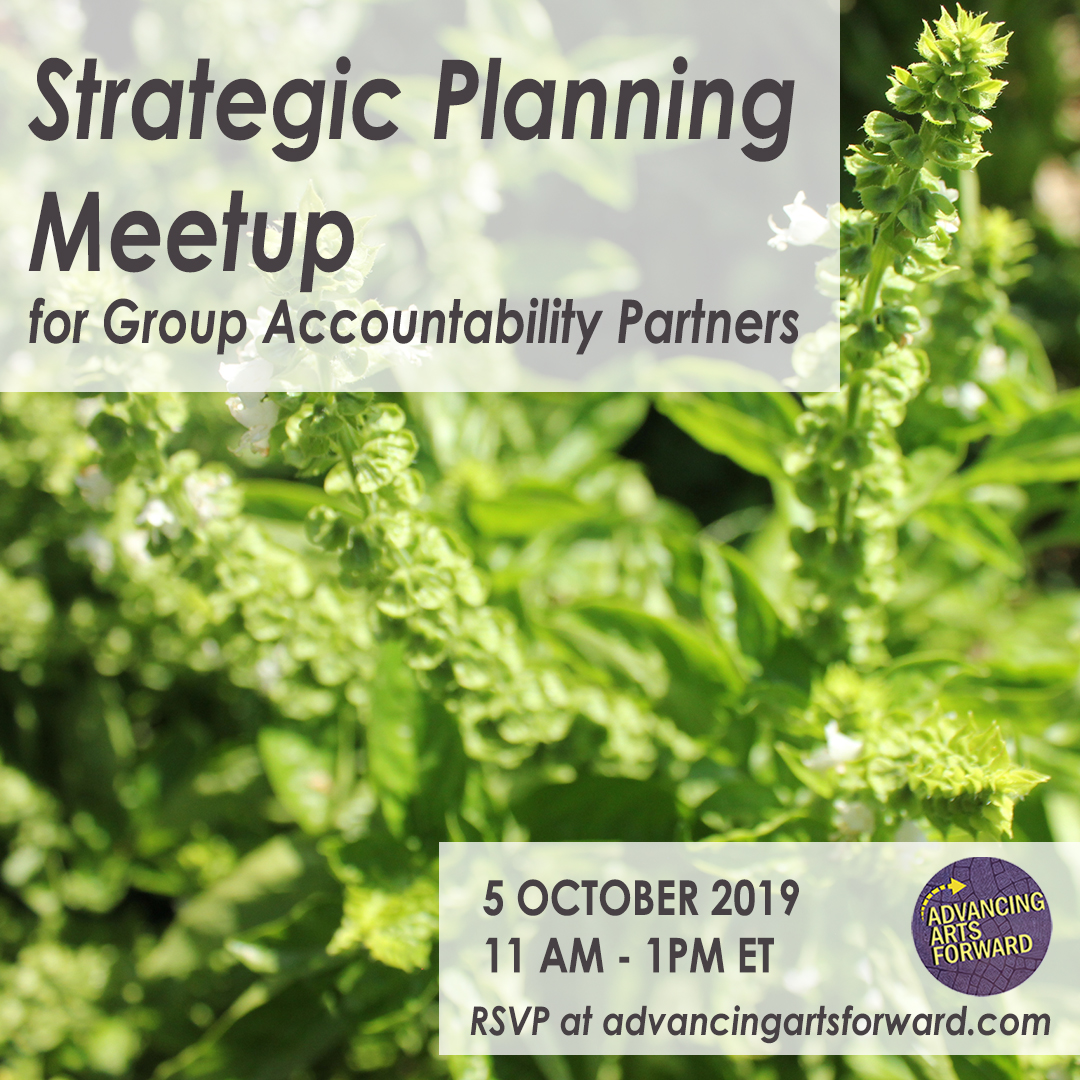 Strategic Planning
Meetup
for Group Accountability Partners
5 OCTOBER 2019
11 AM - 1PM ET
ADVANCING
ARTS
FORWARD
RSVP at advancingartsforward.com